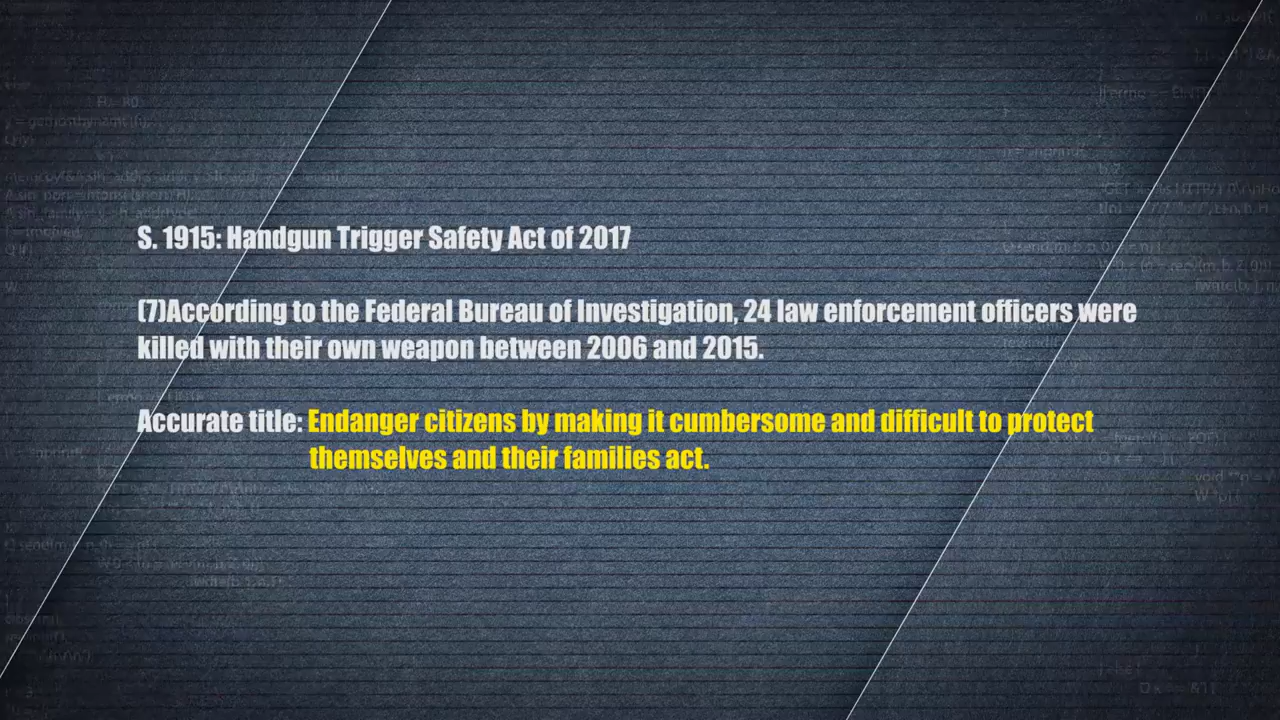 S. 1915: Handgun Trigger Safety Act of 2017
(7)According to the Federal Bureau of Investigation, 24 law enforcement officers were
killed with their own weapon between 2006 and 2015.
Accurate title: Endanger citizens by making it cumbersome and difficult to protect
themselves and their families act.